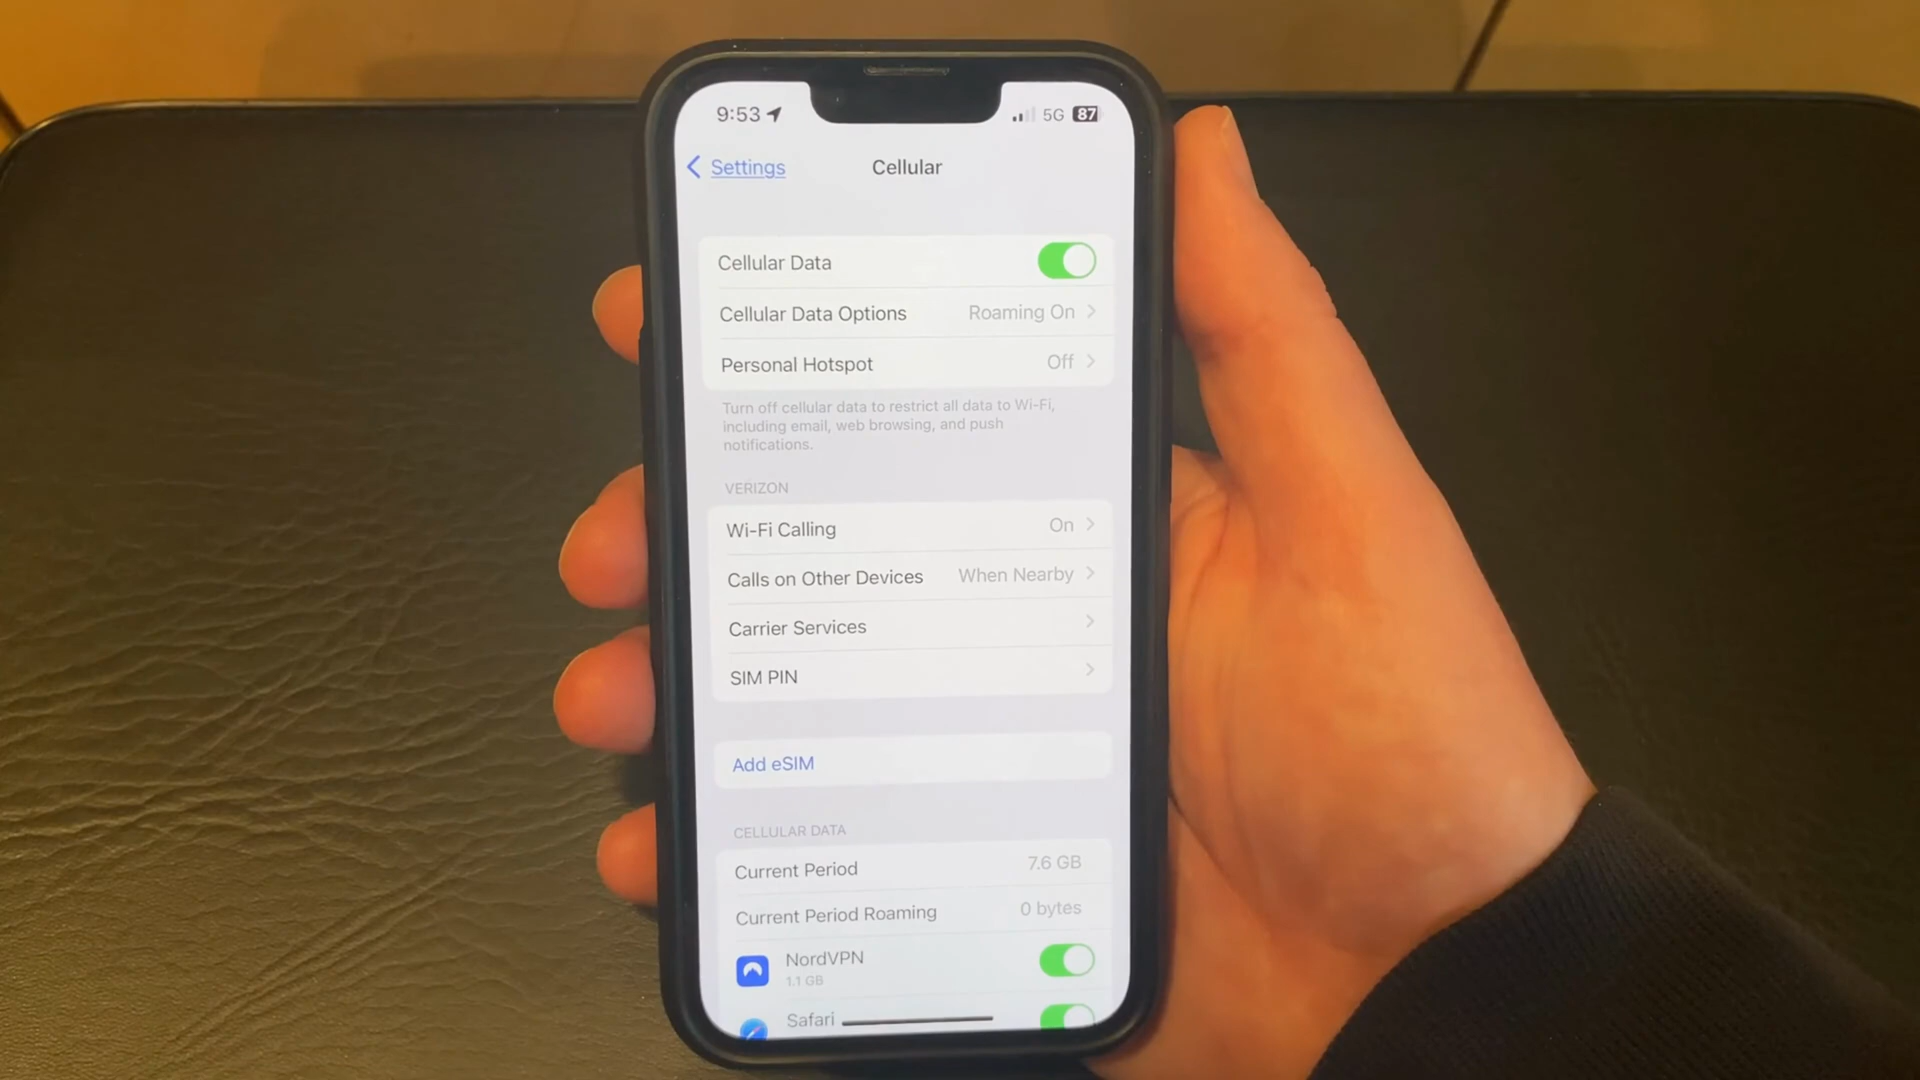 9:53
5G 87
Settings
Cellular
Cellular Data
Cellular Data Options Roaming On
Personal Hotspot Off
Turn off cellular data to restrict all data to Wi-Fi,
including email, web browsing, and push
notifications.
VERIZON
Wi-Fi Calling On
Calls on Other Devices When Nearby
Carrier Services
SIM PIN
Add eSIM
CELLULAR DATA
Current Period 7.6 GB
Current Period Roaming 0 bytes
NordVPN
1.1 GB
Safari